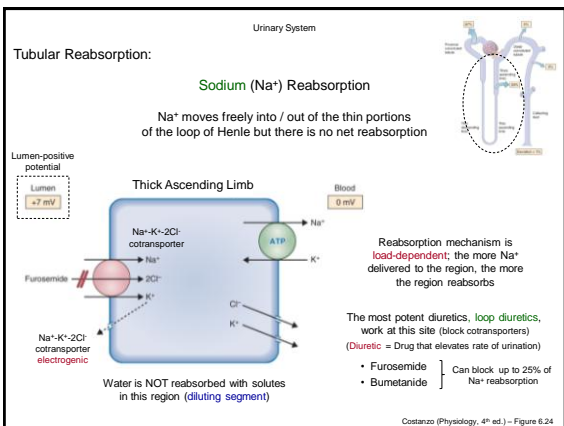 Urinary System
Tubular Reabsorption:
Sodium (Na⁺) Reabsorption
Na⁺ moves freely into / out of the thin portions
of the loop of Henle but there is no net reabsorption
Lumen-positive
potential
Lumen
+7 mV
Thick Ascending Limb
Blood
0 mV
Na⁺-K⁺-2Cl⁻
cotransporter
Na⁺
ATP
K⁺
Na⁺
Furosemide
2Cl⁻
K⁺
Cl⁻
K⁺
Na⁺-K⁺-2Cl⁻
cotransporter
electrogenic
Water is NOT reabsorbed with solutes
in this region (diluting segment)
Reabsorption mechanism is
load-dependent; the more Na⁺
delivered to the region, the more
the region reabsorbs
The most potent diuretics, loop diuretics,
work at this site (block cotransporters)
(Diuretic = Drug that elevates rate of urination)
• Furosemide
• Bumetanide
Can block up to 25% of
Na⁺ reabsorption
Costanzo (Physiology, 4th ed.) – Figure 6.24